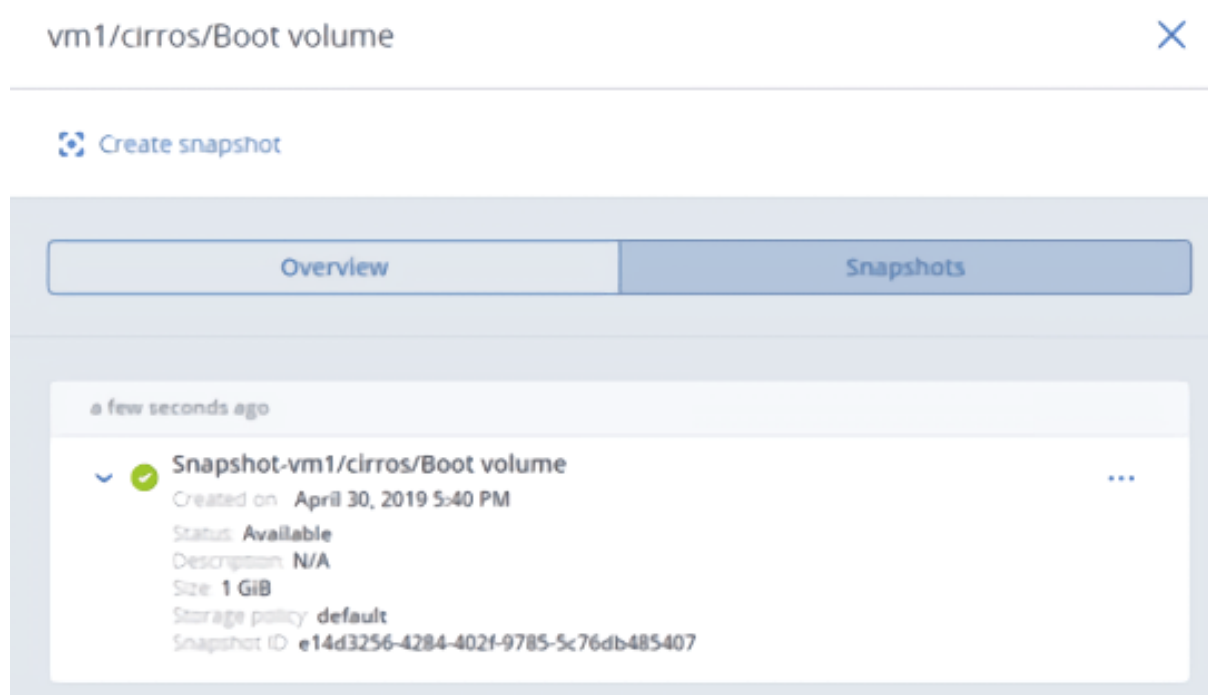 vm1/cirros/Boot volume
Create snapshot
Overview
Snapshots
a few seconds ago
Snapshot-vm1/cirros/Boot volume
Created on April 30, 2019 5:40 PM
Status: Available
Description: N/A
Size: 1 GiB
Storage policy: default
Snapshot ID: e14d3256-4284-402f-9785-5c76db485407